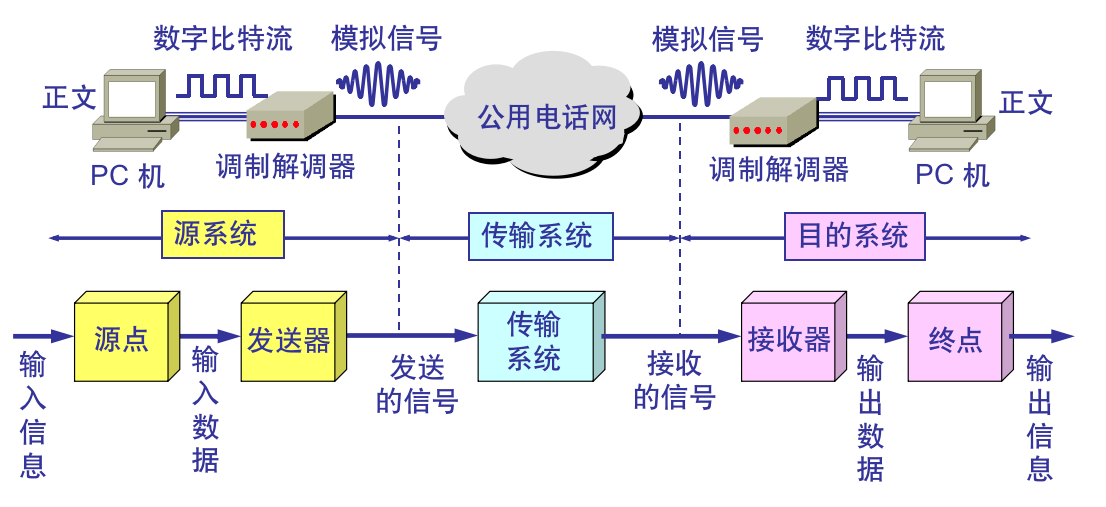 数字比特流
模拟信号
模拟信号
数字比特流
正文
公用电话网
正文
PC 机
调制解调器
调制解调器
PC 机
源系统
传输系统
目的系统
源点
发送器
传输
系统
接收器
终点
输入信息
输入数据
发送
的信号
接收
的信号
输出数据
输出信息